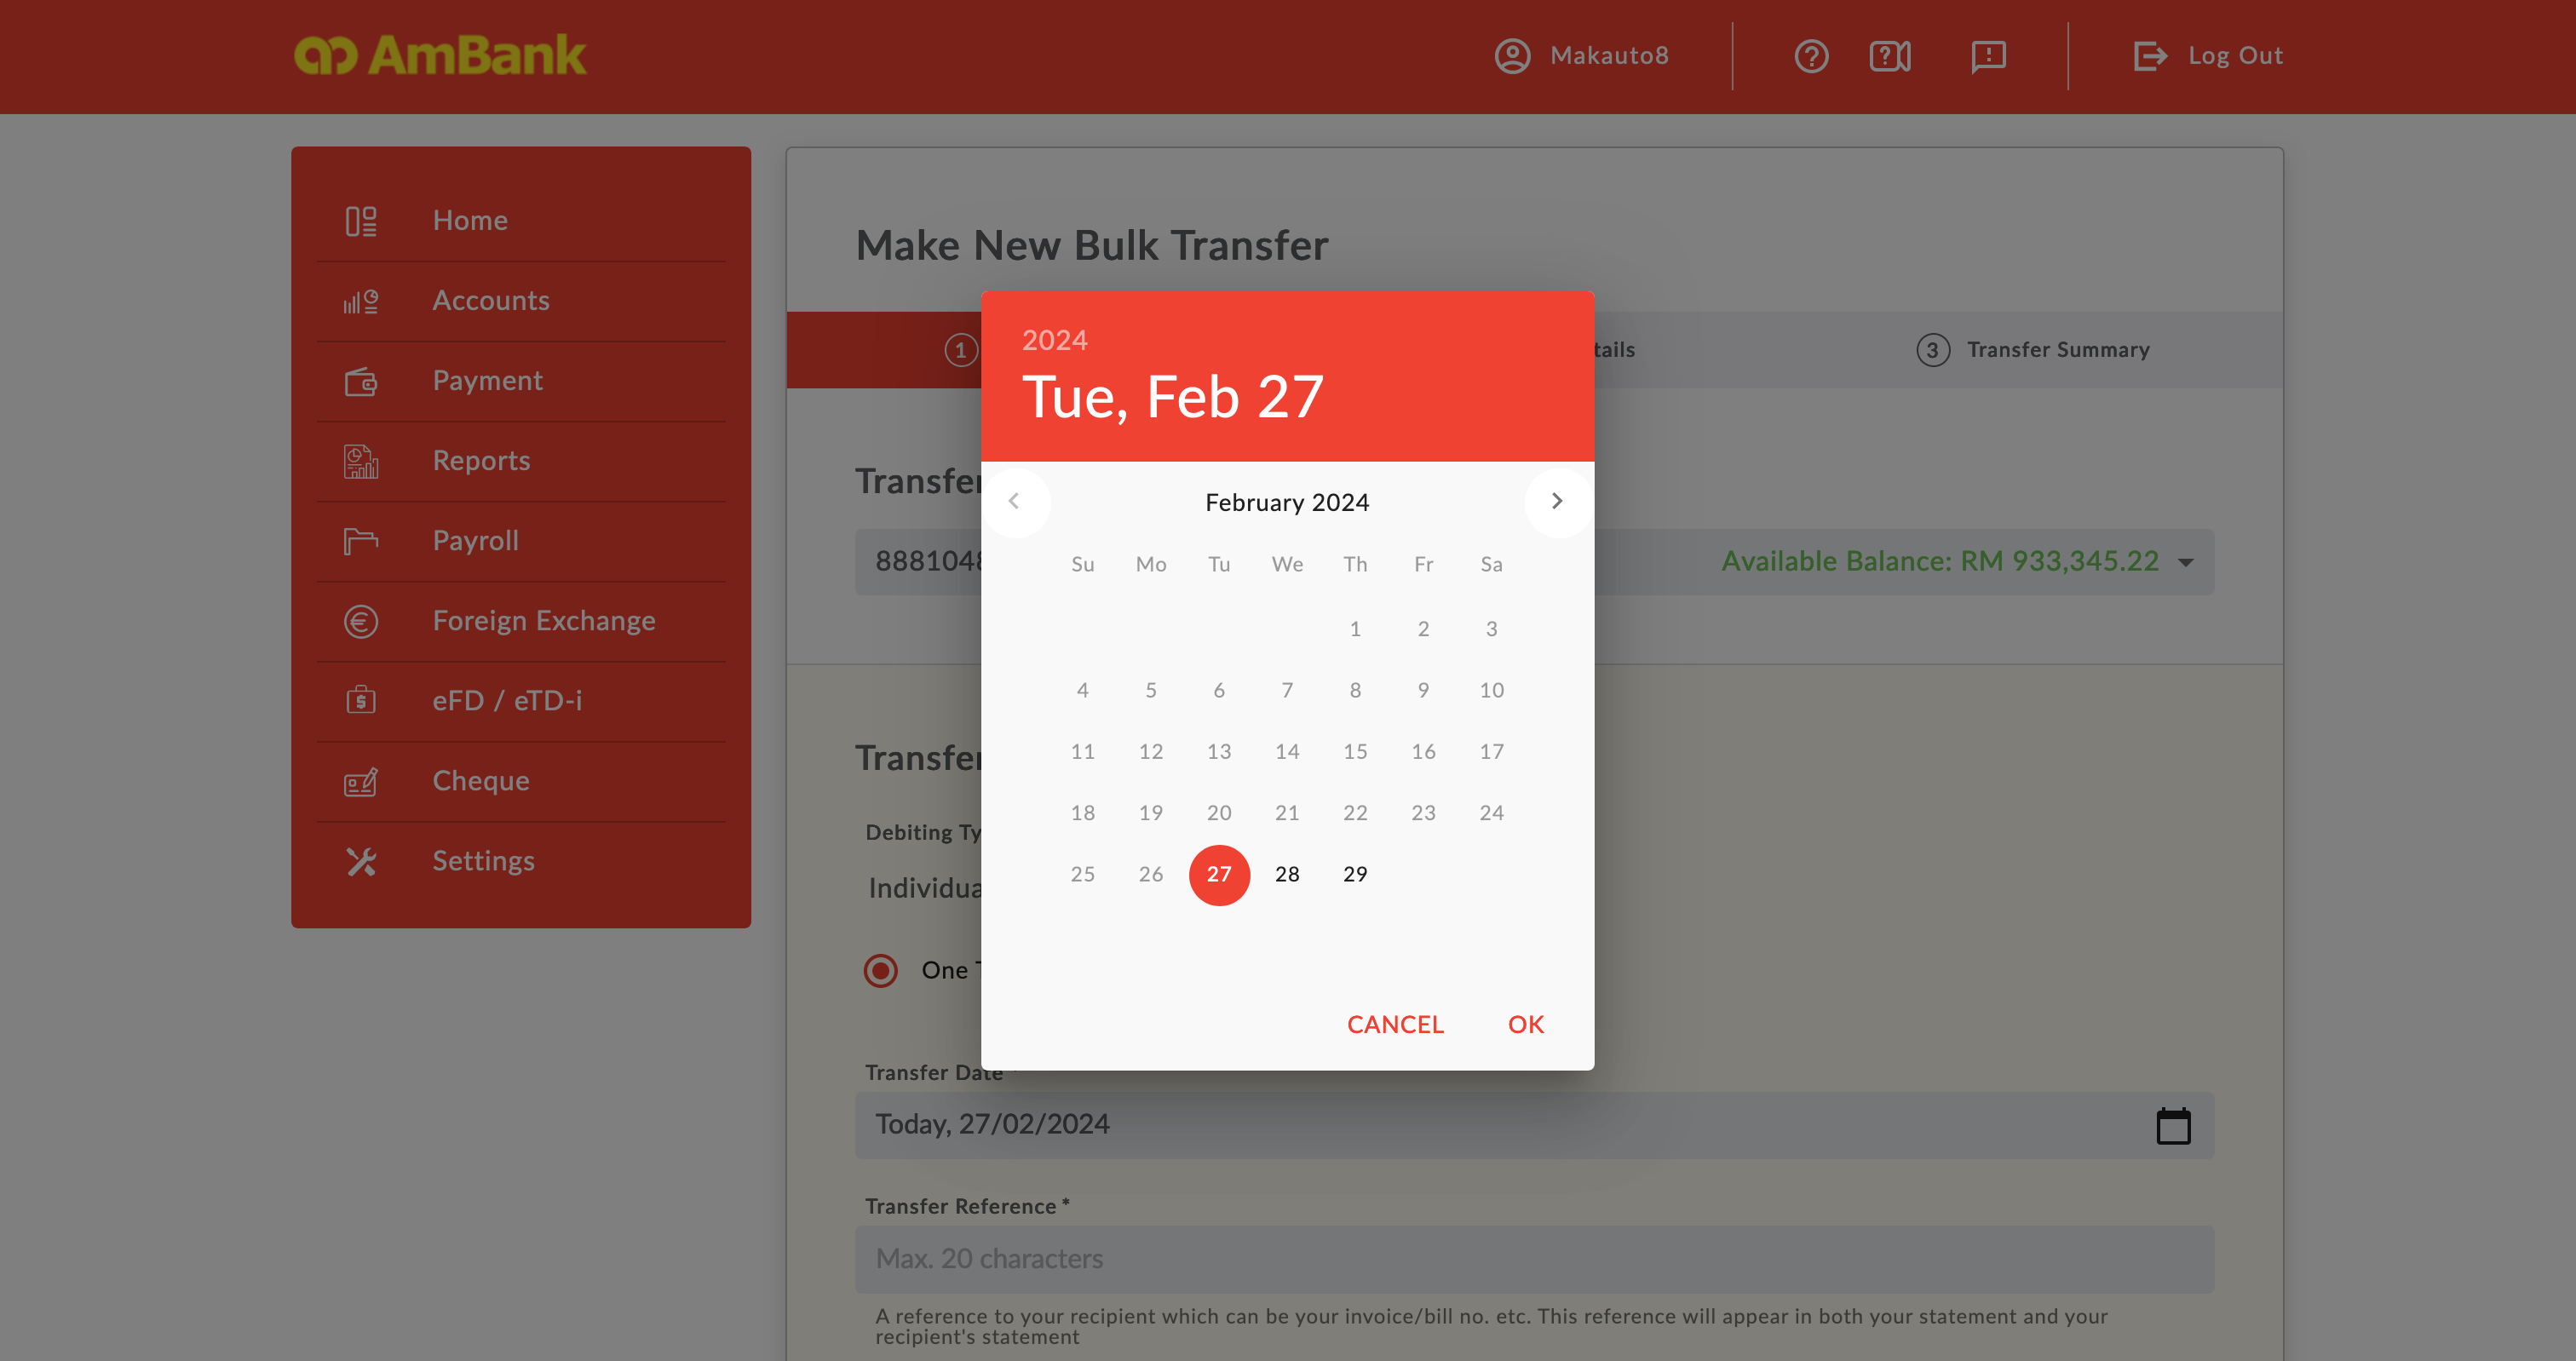 AmBank
Makauto8
Log Out
Home
Accounts
Payment
Reports
Payroll
Foreign Exchange
eFD / eTD-i
Cheque
Settings
Make New Bulk Transfer
1
tails
3 Transfer Summary
2024
Tue, Feb 27
February 2024
Su Mo Tu We Th Fr Sa
1 2 3
4 5 6 7 8 9 10
11 12 13 14 15 16 17
18 19 20 21 22 23 24
25 26 27 28 29
CANCEL OK
Transfer
888104
Available Balance: RM 933,345.22
Transfer
Debiting Ty
Individua
One
Transfer Date
Today, 27/02/2024
Transfer Reference *
Max. 20 characters
A reference to your recipient which can be your invoice/bill no. etc. This reference will appear in both your statement and your
recipient's statement